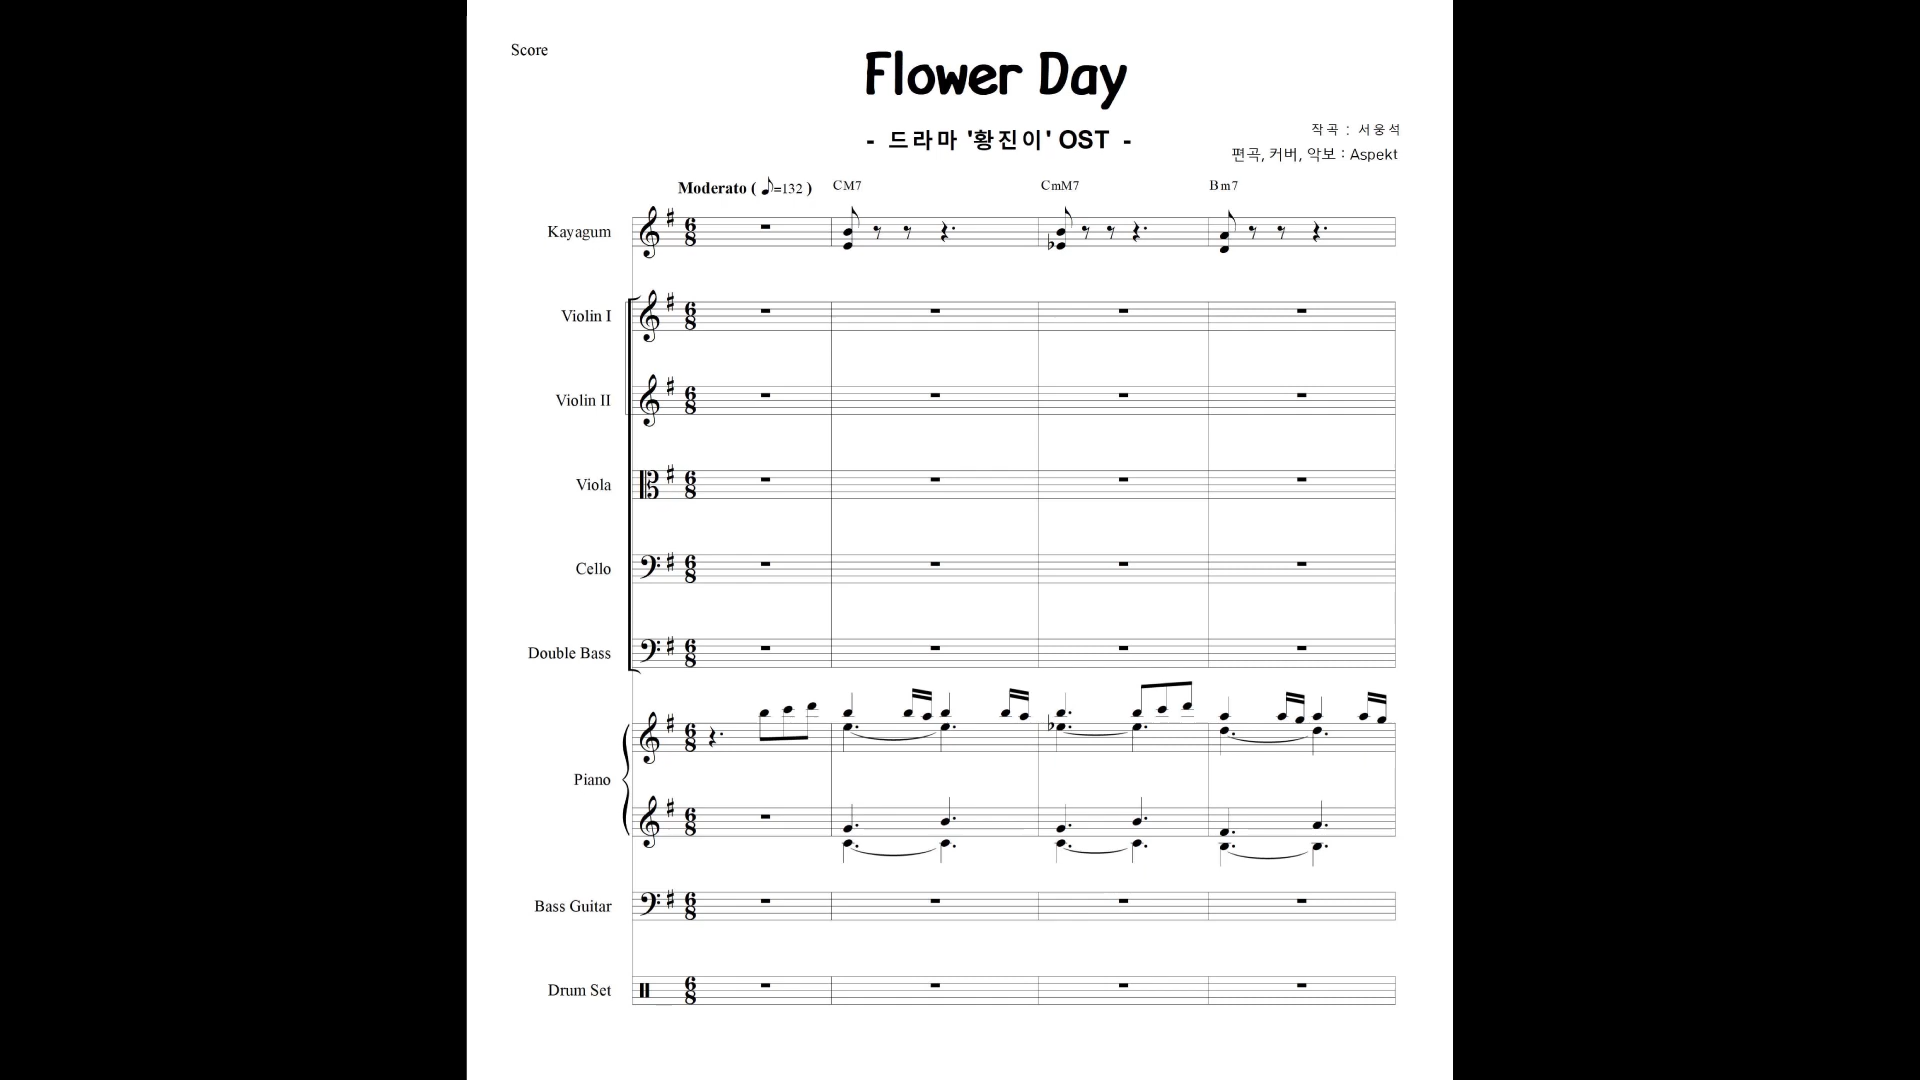 Score
Flower Day
- 드라마 '황진이' OST -
작곡 : 서웅석
편곡, 커버, 악보 : Aspekt
Moderato ( ♪=132 ) CM7 CmM7 Bm7
Kayagum
Violin I
Violin II
Viola
Cello
Double Bass
Piano
Bass Guitar
Drum Set